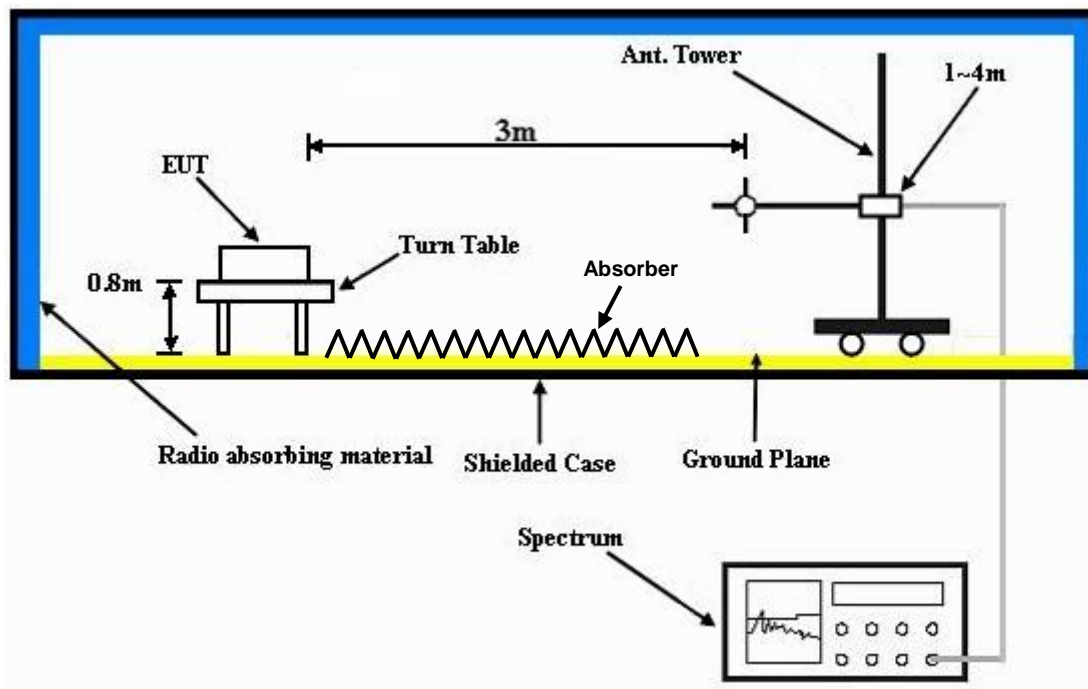 Ant. Tower
1~4m
3m
EUT
Turn Table
0.8m
Absorber
Radio absorbing material
Shielded Case
Ground Plane
Spectrum